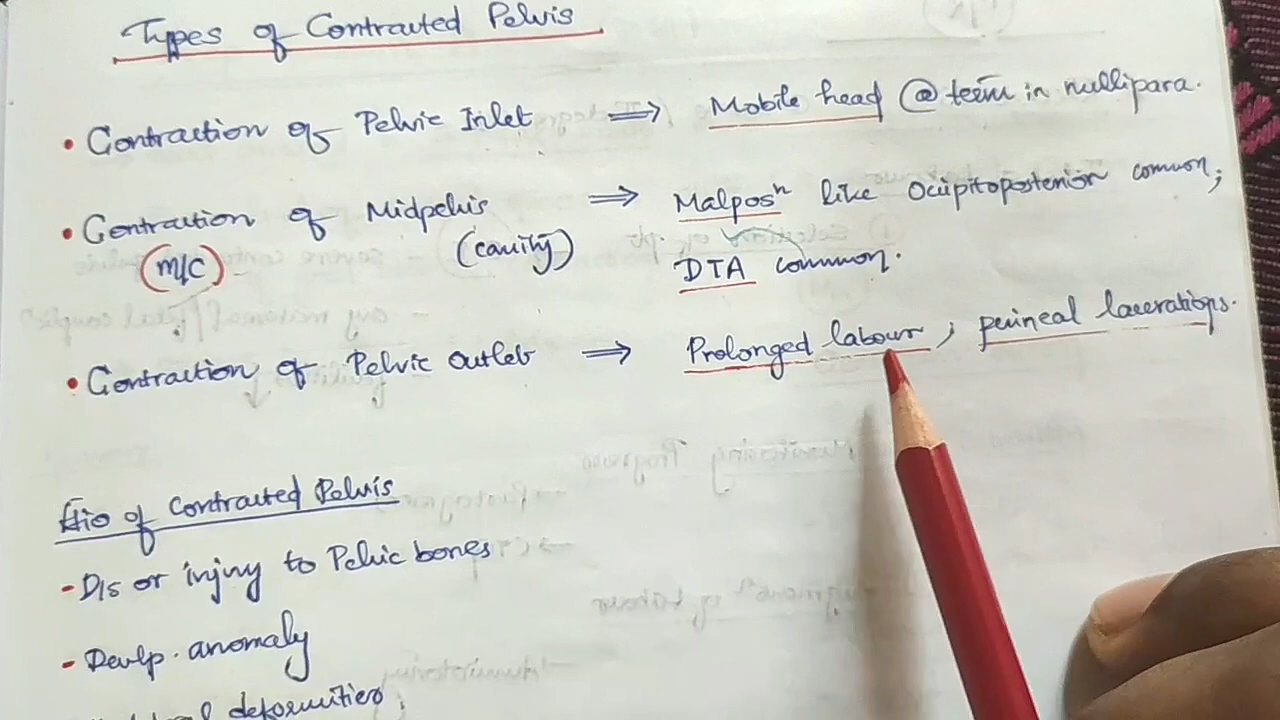 Types of Contracted Pelvis
• Contraction of Pelvic Inlet ⇒ Mobile head @ term in nullipara.
• Contraction of Midpelvis ⇒ Malposⁿ like Occipitoposterior common;
(M/C) (cavity) DTA common.
• Contraction of Pelvic Outlet ⇒ Prolonged labour ; perineal lacerations.
Etio of Contracted Pelvis
- Dis or injury to Pelvic bones
- Devlp. anomaly
deformities;